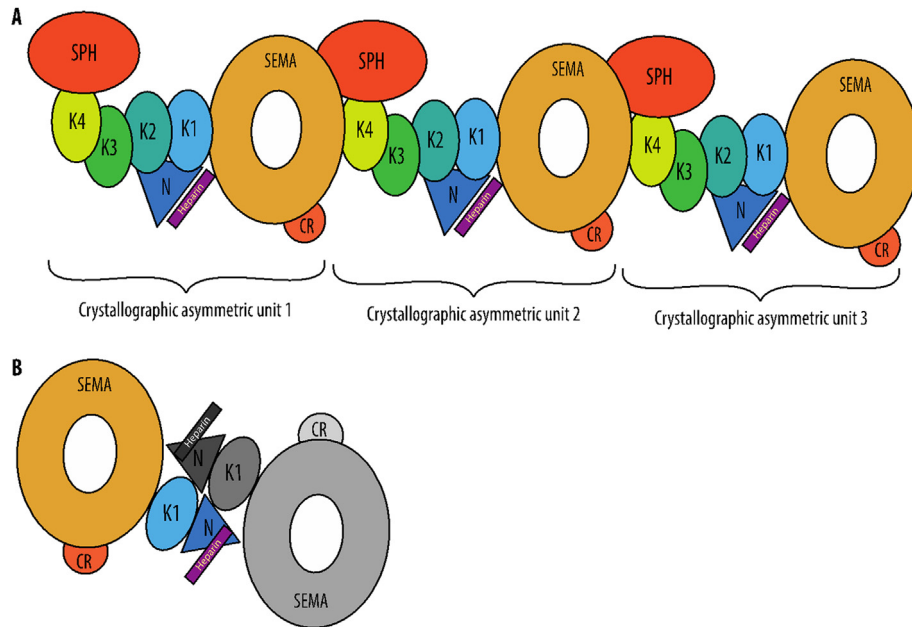 A
SPH
SEMA
K4
K3
K2
K1
N
Heparin
CR
SPH
SEMA
K4
K3
K2
K1
N
Heparin
CR
SPH
SEMA
K4
K3
K2
K1
N
Heparin
CR
Crystallographic asymmetric unit 1
Crystallographic asymmetric unit 2
Crystallographic asymmetric unit 3
B
SEMA
Heparin
N
K1
CR
K1
N
Heparin
CR
SEMA